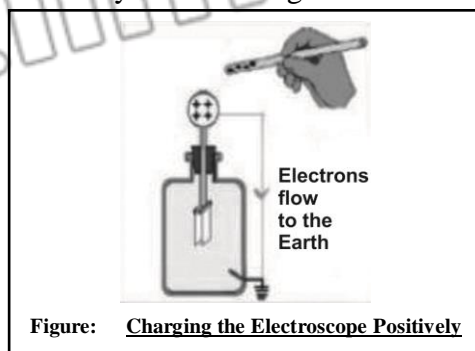 Electrons
flow
to the
Earth
Figure: Charging the Electroscope Positively